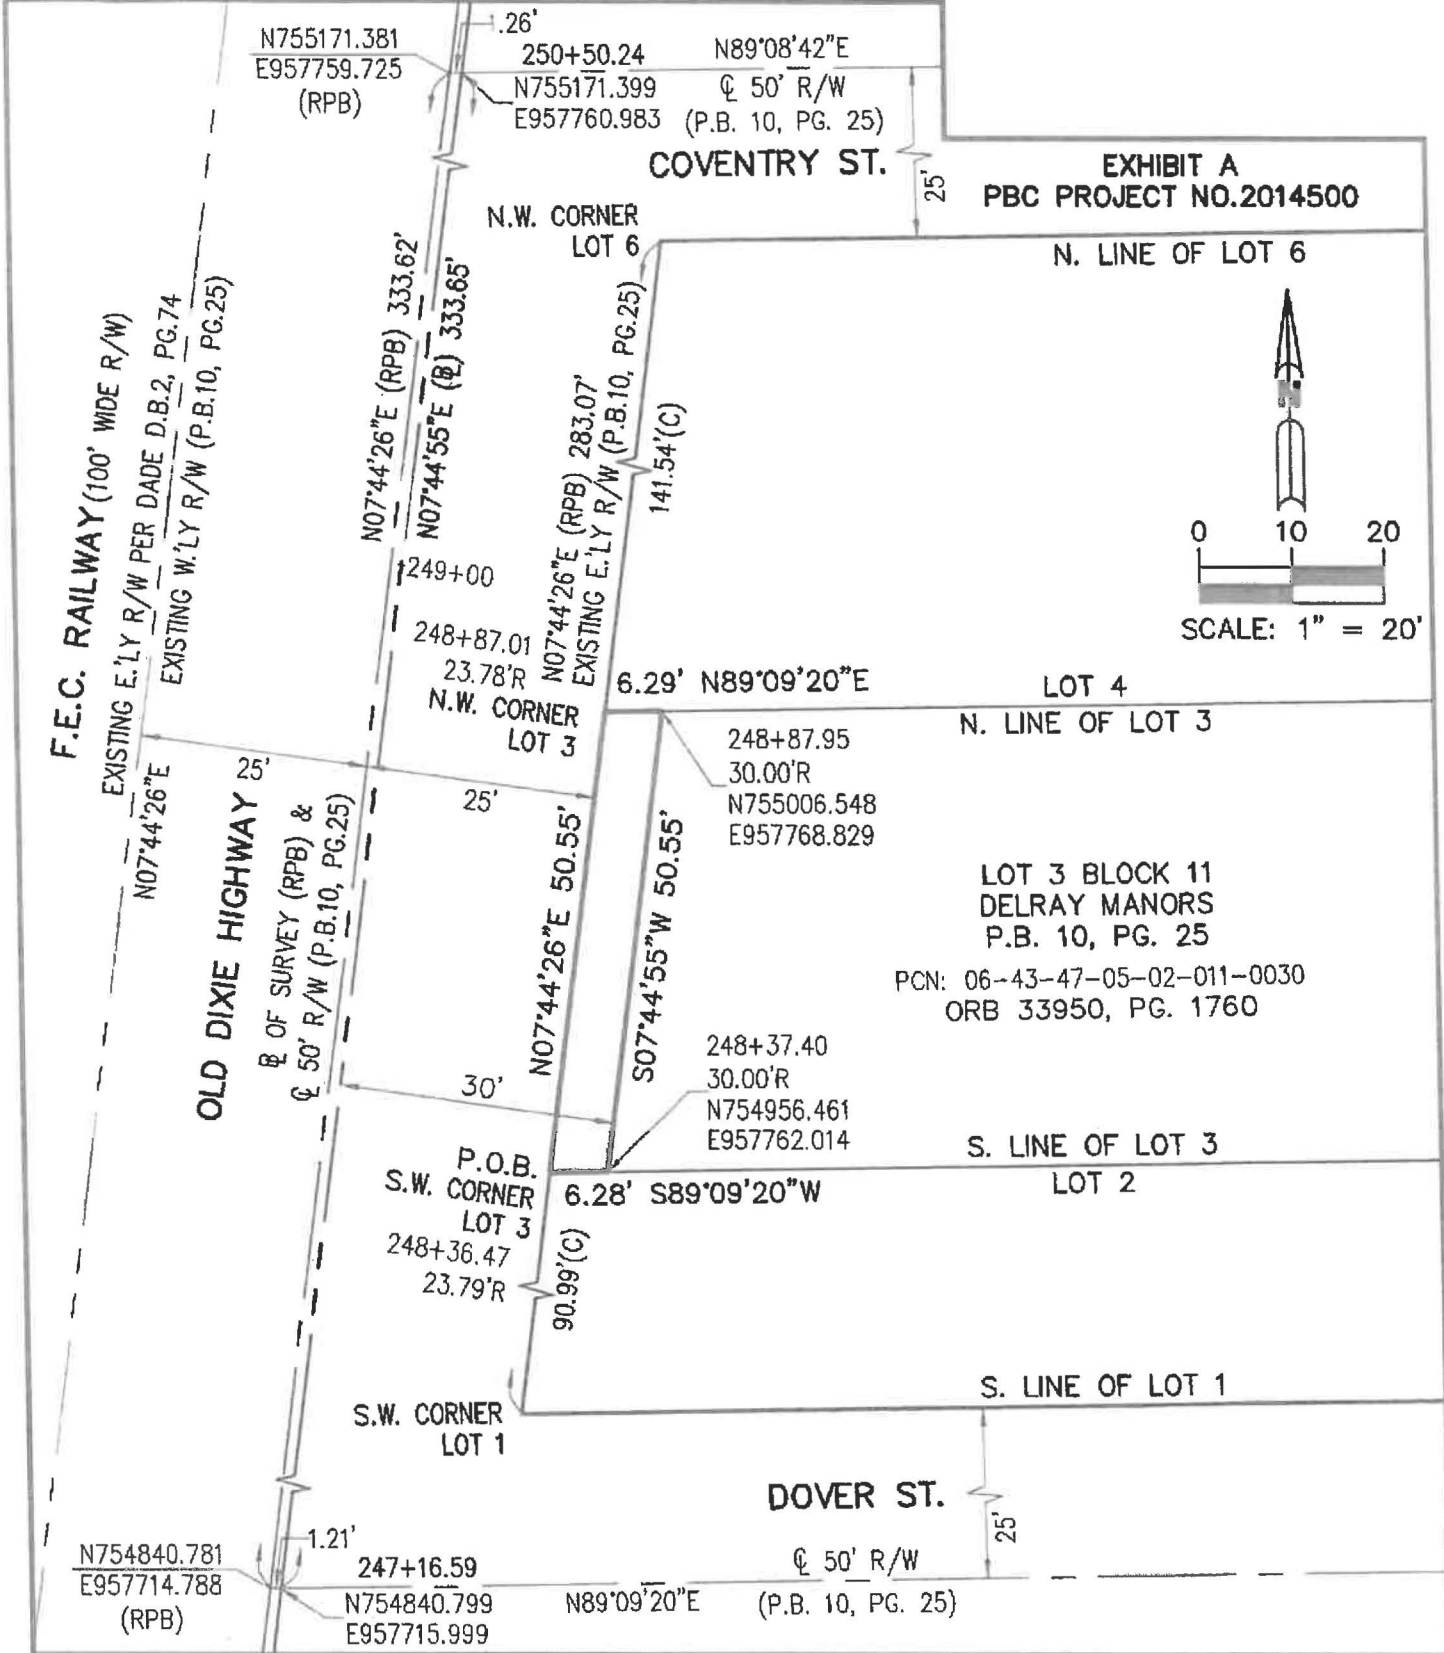 1.26'
N755171.381
E957759.725
(RPB)
250+50.24
N755171.399
E957760.983
N89°08'42"E
℄ 50' R/W
(P.B. 10, PG. 25)
COVENTRY ST.
25'
EXHIBIT A
PBC PROJECT NO.2014500
N.W. CORNER
LOT 6
N. LINE OF LOT 6
N
0 10 20
SCALE: 1" = 20'
F.E.C. RAILWAY (100' WIDE R/W)
EXISTING E.'LY R/W PER DADE D.B.2, PG.74
EXISTING W.'LY R/W (P.B.10, PG.25)
N07°44'26"E
N07°44'26"E (RPB) 333.62'
N07°44'55"E (BL) 333.65'
N07°44'26"E (RPB) 283.07'
EXISTING E.'LY R/W (P.B.10, PG.25)
141.54'(C)
249+00
248+87.01
23.78'R
N.W. CORNER
LOT 3
6.29' N89°09'20"E
LOT 4
N. LINE OF LOT 3
248+87.95
30.00'R
N755006.548
E957768.829
25'
25'
OLD DIXIE HIGHWAY
BL OF SURVEY (RPB) &
℄ 50' R/W (P.B.10, PG.25)
N07°44'26"E 50.55'
S07°44'55"W 50.55'
LOT 3 BLOCK 11
DELRAY MANORS
P.B. 10, PG. 25
PCN: 06-43-47-05-02-011-0030
ORB 33950, PG. 1760
30'
248+37.40
30.00'R
N754956.461
E957762.014
S. LINE OF LOT 3
LOT 2
P.O.B.
S.W. CORNER
LOT 3
248+36.47
23.79'R
6.28' S89°09'20"W
90.99'(C)
S. LINE OF LOT 1
S.W. CORNER
LOT 1
DOVER ST.
25'
1.21'
N754840.781
E957714.788
(RPB)
247+16.59
N754840.799
E957715.999
N89°09'20"E
℄ 50' R/W
(P.B. 10, PG. 25)